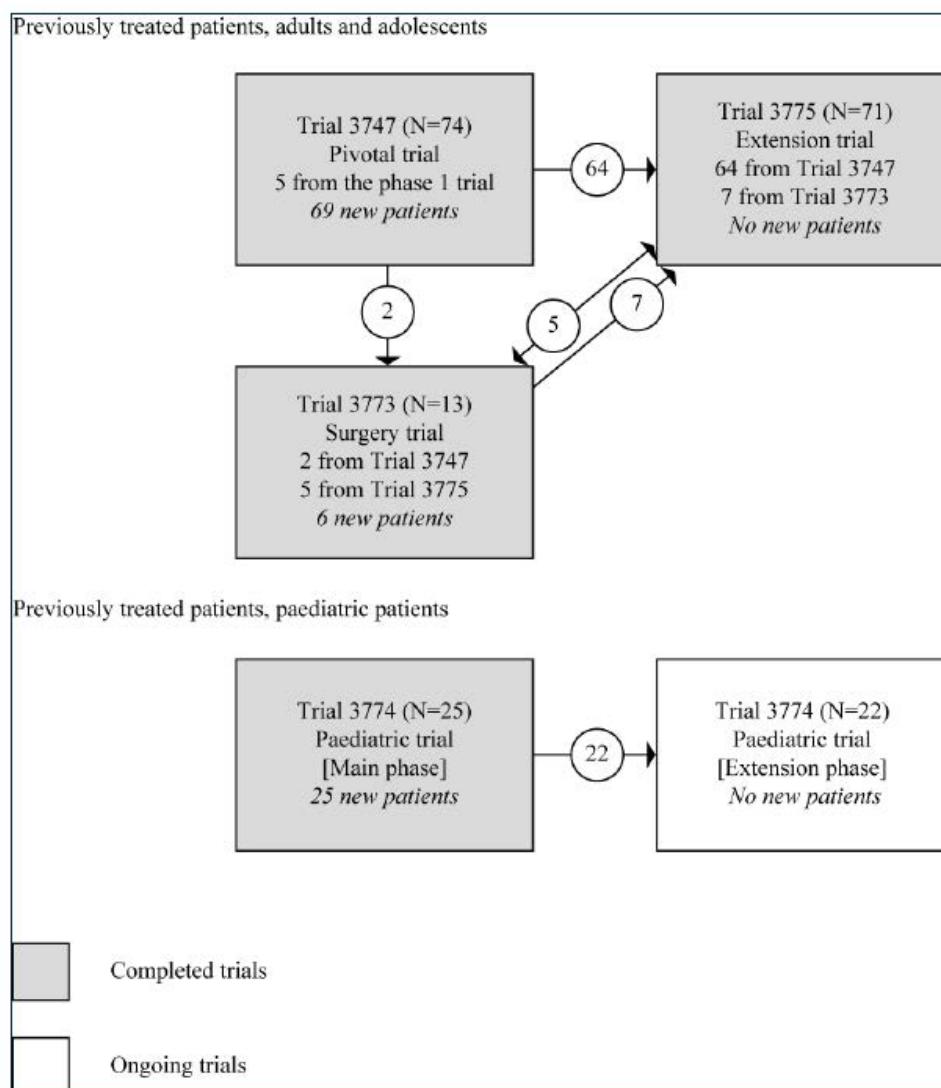 Previously treated patients, adults and adolescents
Trial 3747 (N=74)
Pivotal trial
5 from the phase 1 trial
69 new patients
64
Trial 3775 (N=71)
Extension trial
64 from Trial 3747
7 from Trial 3773
No new patients
2
5
7
Trial 3773 (N=13)
Surgery trial
2 from Trial 3747
5 from Trial 3775
6 new patients
Previously treated patients, paediatric patients
Trial 3774 (N=25)
Paediatric trial
[Main phase]
25 new patients
22
Trial 3774 (N=22)
Paediatric trial
[Extension phase]
No new patients
Completed trials
Ongoing trials